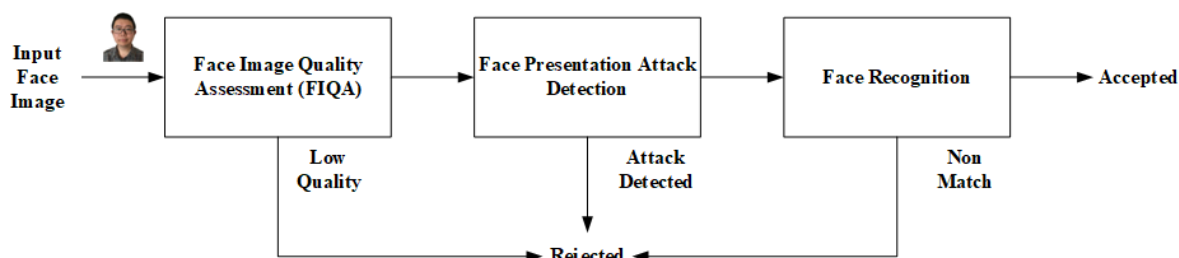 Input
Face
Image
Face Image Quality
Assessment (FIQA)
Face Presentation Attack
Detection
Face Recognition
Accepted
Low
Quality
Attack
Detected
Non
Match
Rejected